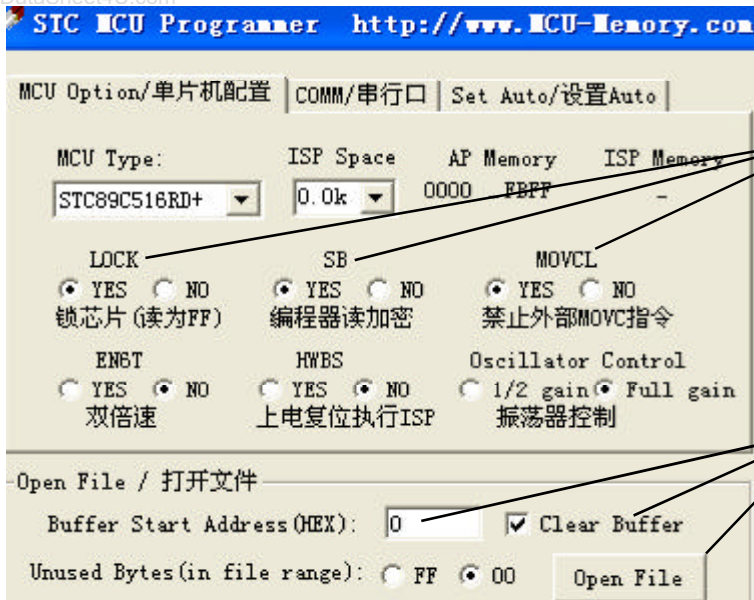 DataSheet4U.com
STC MCU Programmer http://www.MCU-Memory.com
MCU Option/单片机配置 COMM/串行口 Set Auto/设置Auto
MCU Type: ISP Space AP Memory ISP Memory
STC89C516RD+ 0.0k 0000 FBFF -
LOCK SB MOVCL
YES NO YES NO YES NO
锁芯片(读为FF) 编程器读加密 禁止外部MOVC指令
EN6T HWBS Oscillator Control
YES NO YES NO 1/2 gain Full gain
双倍速 上电复位执行ISP 振荡器控制
Open File / 打开文件
Buffer Start Address(HEX): 0 Clear Buffer
Unused Bytes(in file range): FF 00 Open File